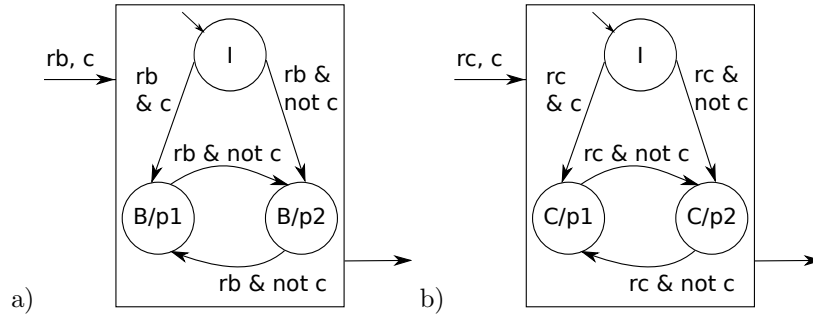 rb, c
I
rb
& c
rb &
not c
rb & not c
B/p1
B/p2
rb & not c
a)
rc, c
I
rc
& c
rc &
not c
rc & not c
C/p1
C/p2
rc & not c
b)